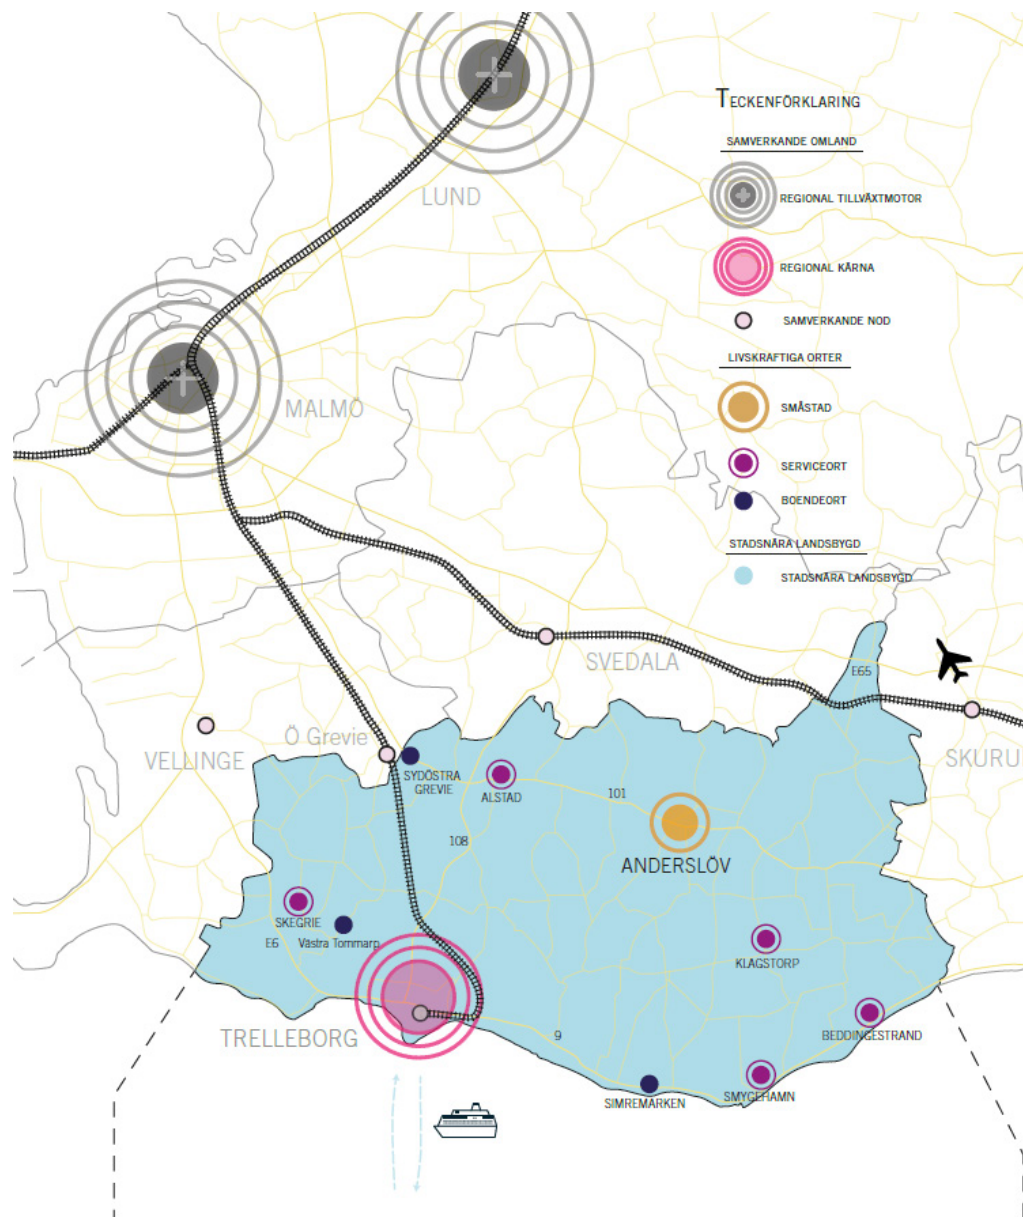 TECKENFÖRKLARING
SAMVERKANDE OMLAND
REGIONAL TILLVÄXTMOTOR
REGIONAL KÄRNA
SAMVERKANDE NOD
LIVSKRAFTIGA ORTER
SMÅSTAD
SERVICEORT
BOENDEORT
STADSNÄRA LANDSBYGD
STADSNÄRA LANDSBYGD
LUND
MALMÖ
SVEDALA
E65
VELLINGE
Ö Grevie
SKURU
SYDÖSTRA
GREVIE
ALSTAD
101
108
ANDERSLÖV
SKEGRIE
E6
Västra Tommarp
KLAGSTORP
TRELLEBORG
9
BEDDINGESTRAND
SIMREMARKEN
SMYGEHAMN